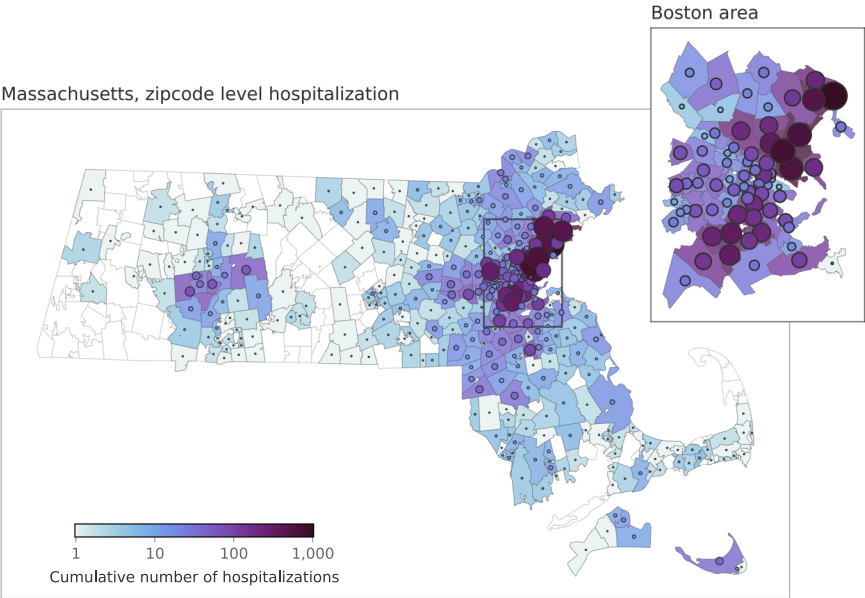 Boston area
Massachusetts, zipcode level hospitalization
1 10 100 1,000
Cumulative number of hospitalizations